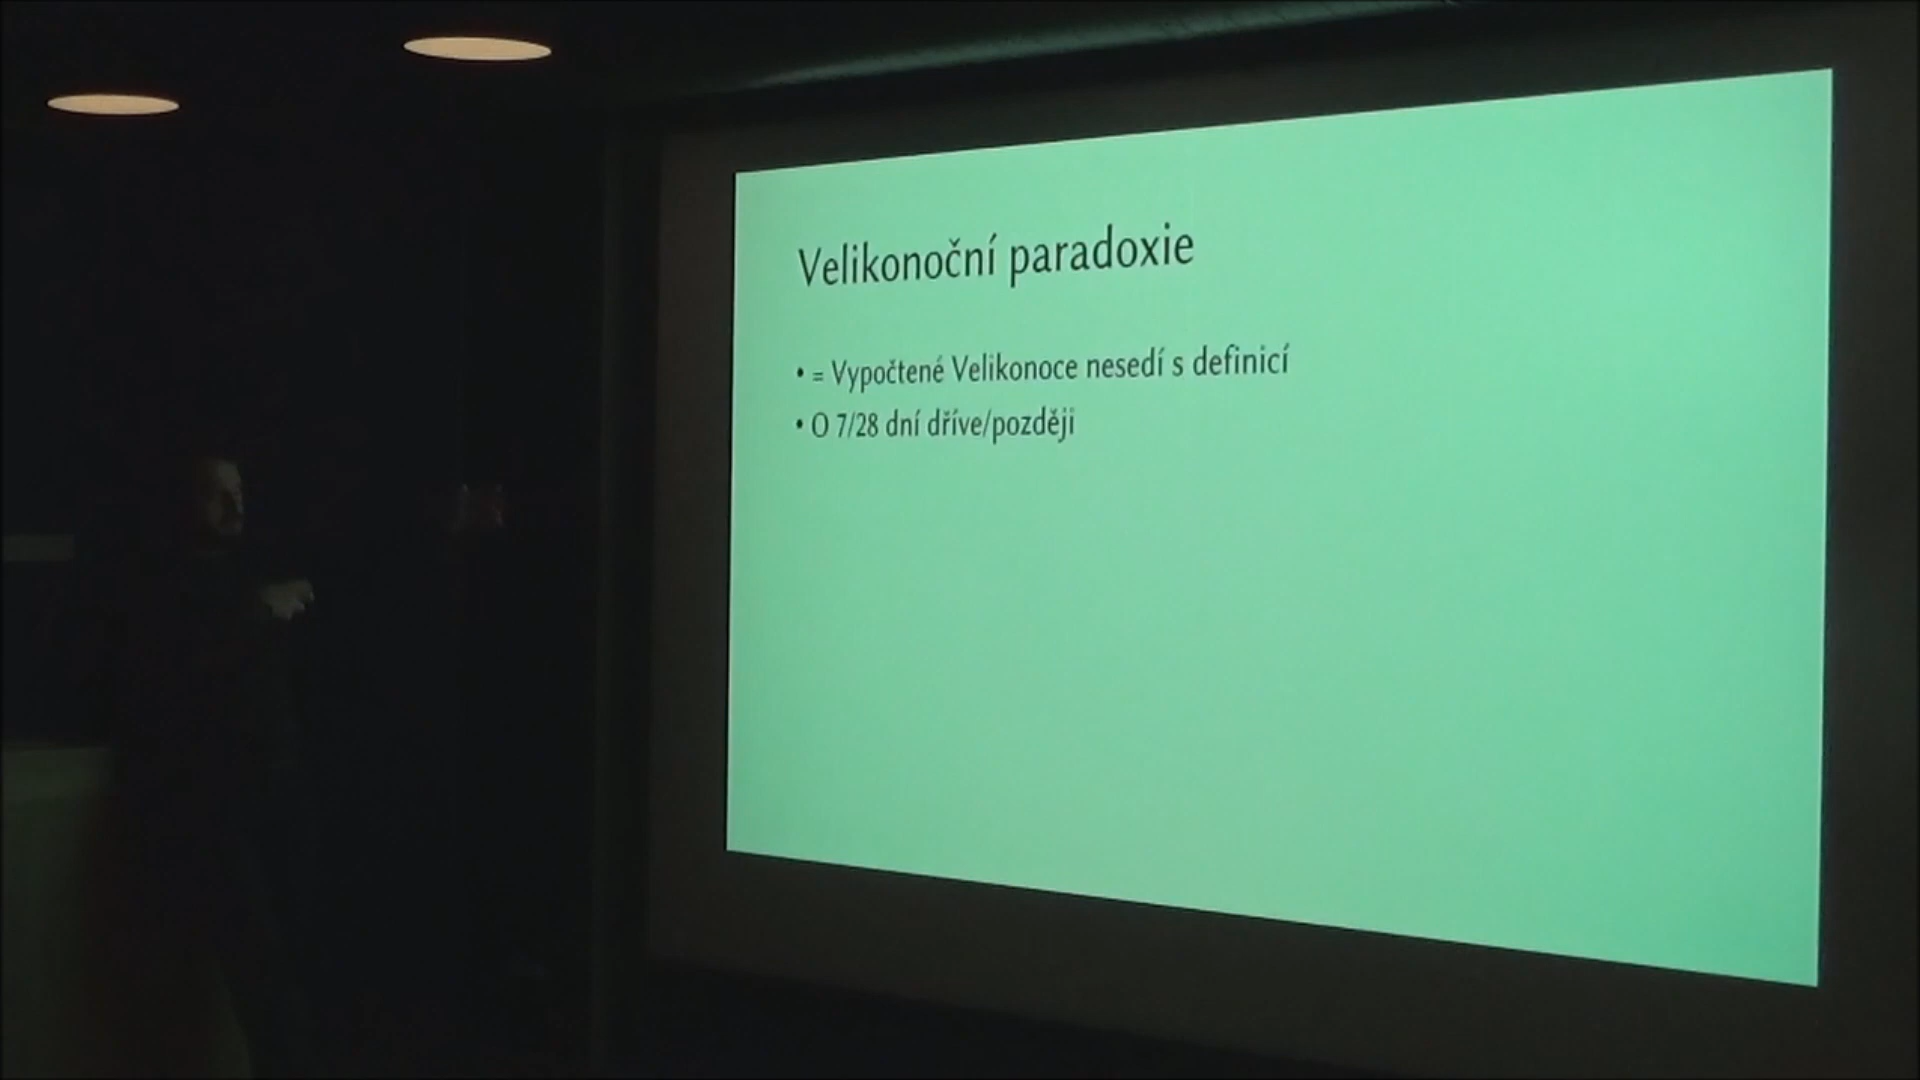 Velikonoční paradoxie
• = Vypočtené Velikonoce nesedí s definicí
• O 7/28 dní dříve/později